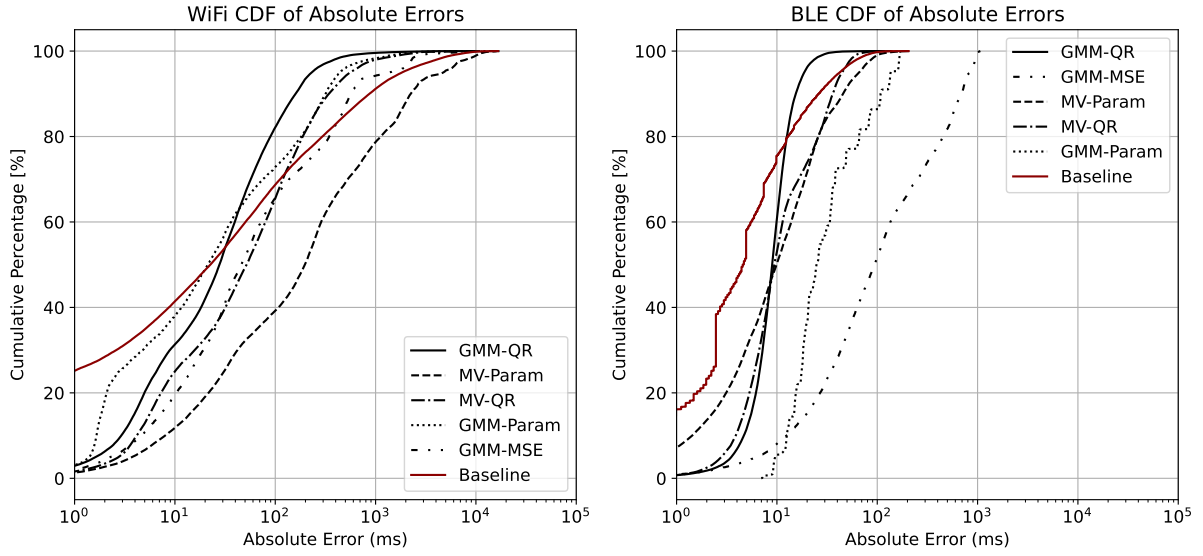 WiFi CDF of Absolute Errors
Cumulative Percentage [%]
100
80
60
40
20
0
GMM-QR
MV-Param
MV-QR
GMM-Param
GMM-MSE
Baseline
10^0
10^1
10^2
10^3
10^4
10^5
Absolute Error (ms)
BLE CDF of Absolute Errors
Cumulative Percentage [%]
100
80
60
40
20
0
GMM-QR
GMM-MSE
MV-Param
MV-QR
GMM-Param
Baseline
10^0
10^1
10^2
10^3
10^4
10^5
Absolute Error (ms)